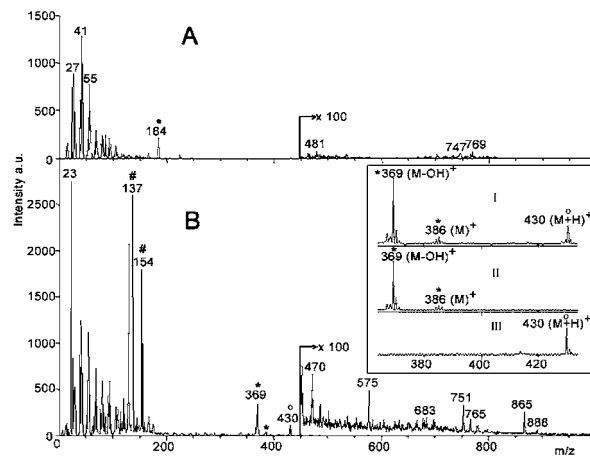 1500
1000
500
0
41
27
55
*
184
A
x 100
481
747
769
Intensity a.u.
2500
2000
1500
1000
500
0
23
#
137
#
154
B
*
369
*
o
430
x 100
470
575
683
751
765
865
886
*369 (M-OH)+
I
*
386 (M)+
o
430 (M+H)+
*
369 (M-OH)+
II
*
386 (M)+
III
o
430 (M+H)+
380
400
420
0
200
400
600
800
m/z